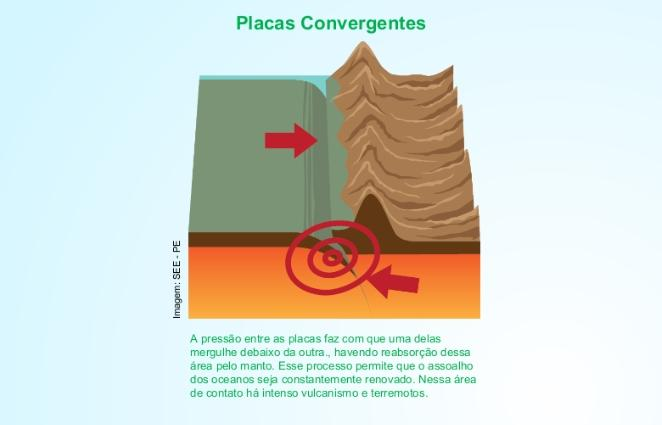 Placas Convergentes
Imagem: SEE - PE
A pressão entre as placas faz com que uma delas
mergulhe debaixo da outra., havendo reabsorção dessa
área pelo manto. Esse processo permite que o assoalho
dos oceanos seja constantemente renovado. Nessa área
de contato há intenso vulcanismo e terremotos.